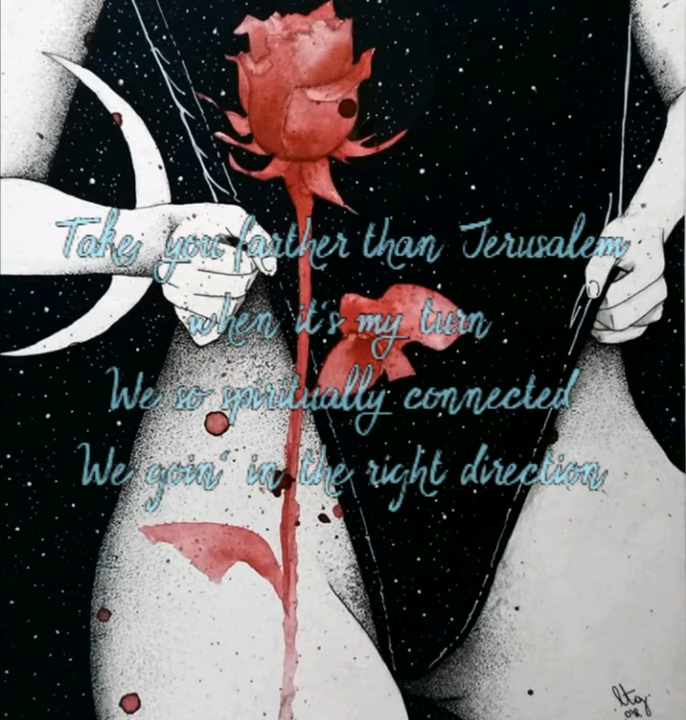 Take you farther than Jerusalem
when it's my turn
We so spiritually connected
We goin' in the right direction